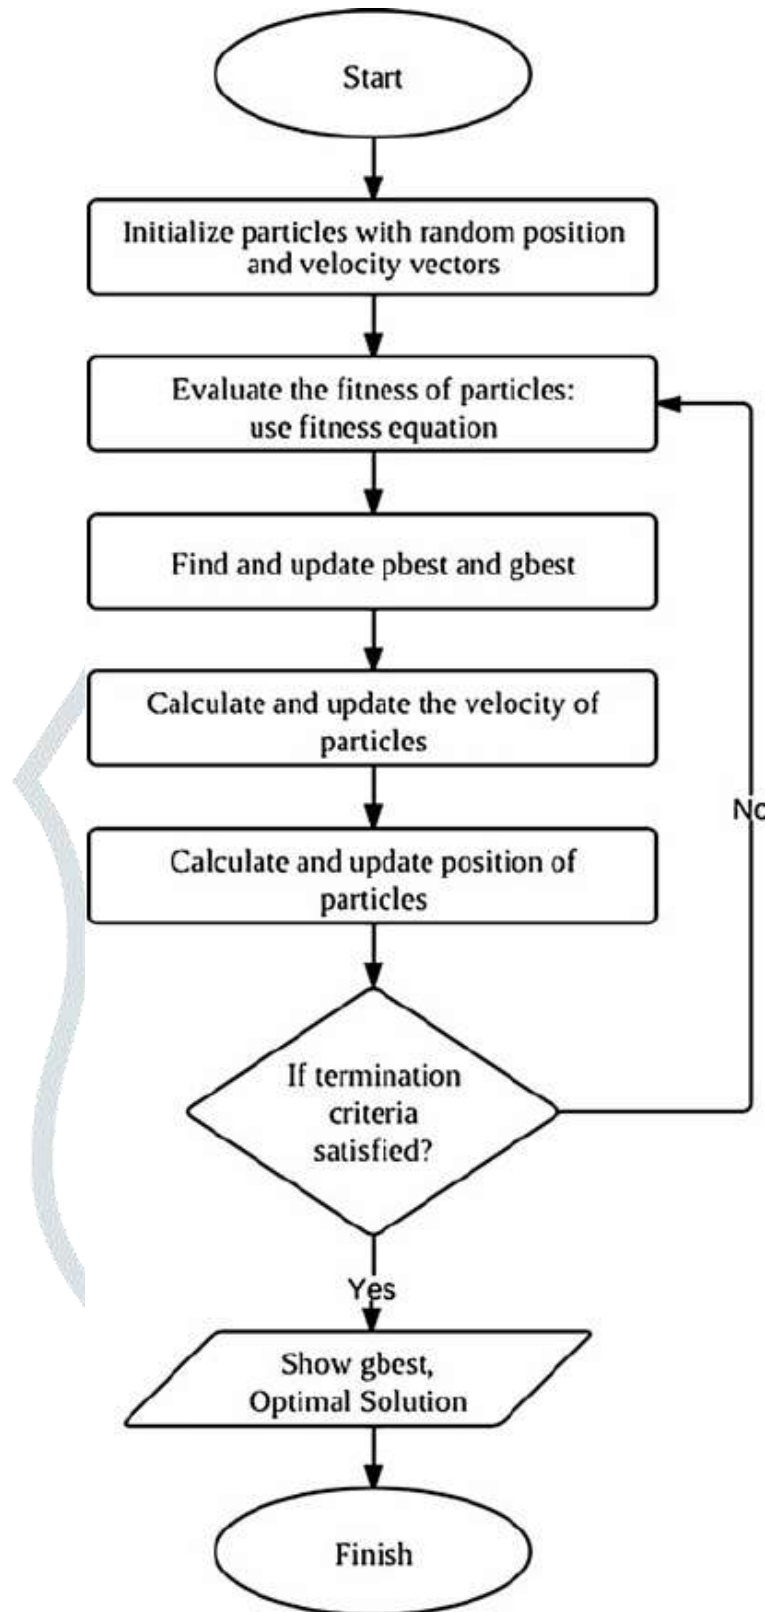 Start
Initialize particles with random position
and velocity vectors
Evaluate the fitness of particles:
use fitness equation
Find and update pbest and gbest
Calculate and update the velocity of
particles
No
Calculate and update position of
particles
If termination
criteria
satisfied?
Yes
Show gbest,
Optimal Solution
Finish